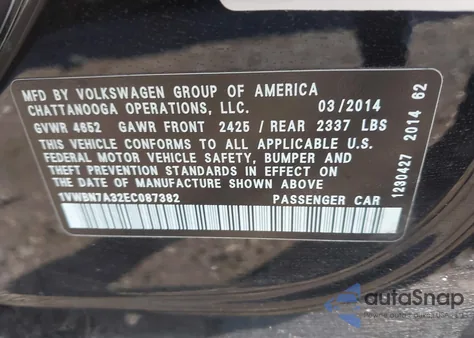 MFD BY VOLKSWAGEN GROUP OF AMERICA
CHATTANOOGA OPERATIONS, LLC. 03/2014
GVWR 4652 GAWR FRONT 2425 / REAR 2337 LBS
THIS VEHICLE CONFORMS TO ALL APPLICABLE U.S.
FEDERAL MOTOR VEHICLE SAFETY, BUMPER AND
THEFT PREVENTION STANDARDS IN EFFECT
ON THE DATE OF MANUFACTURE SHOWN ABOVE
1VWBN7A32EC087382 PASSENGER CAR
1230427 2014 62
autoSnap